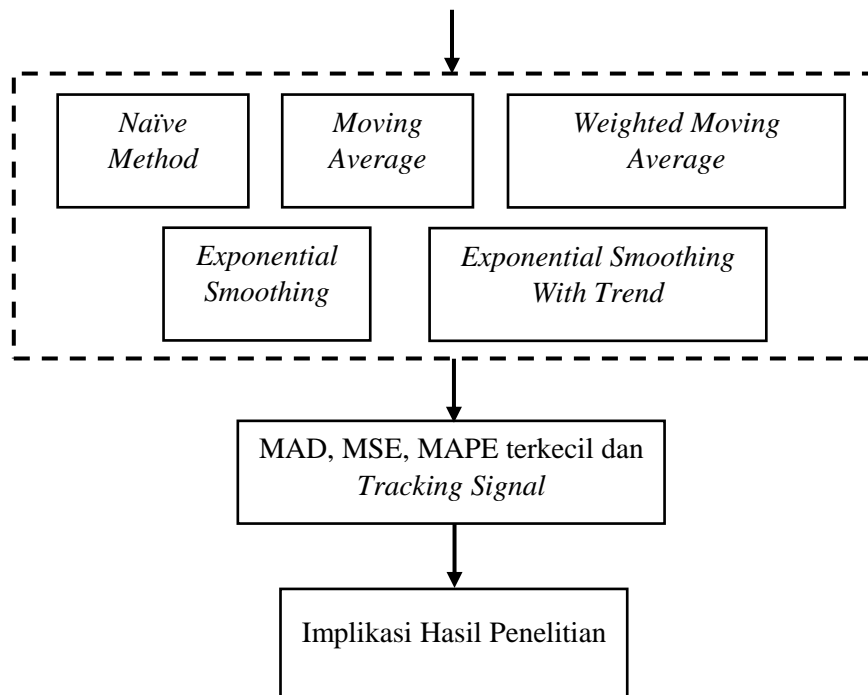 Naïve
Method
Moving
Average
Weighted Moving
Average
Exponential
Smoothing
Exponential Smoothing
With Trend
MAD, MSE, MAPE terkecil dan
Tracking Signal
Implikasi Hasil Penelitian